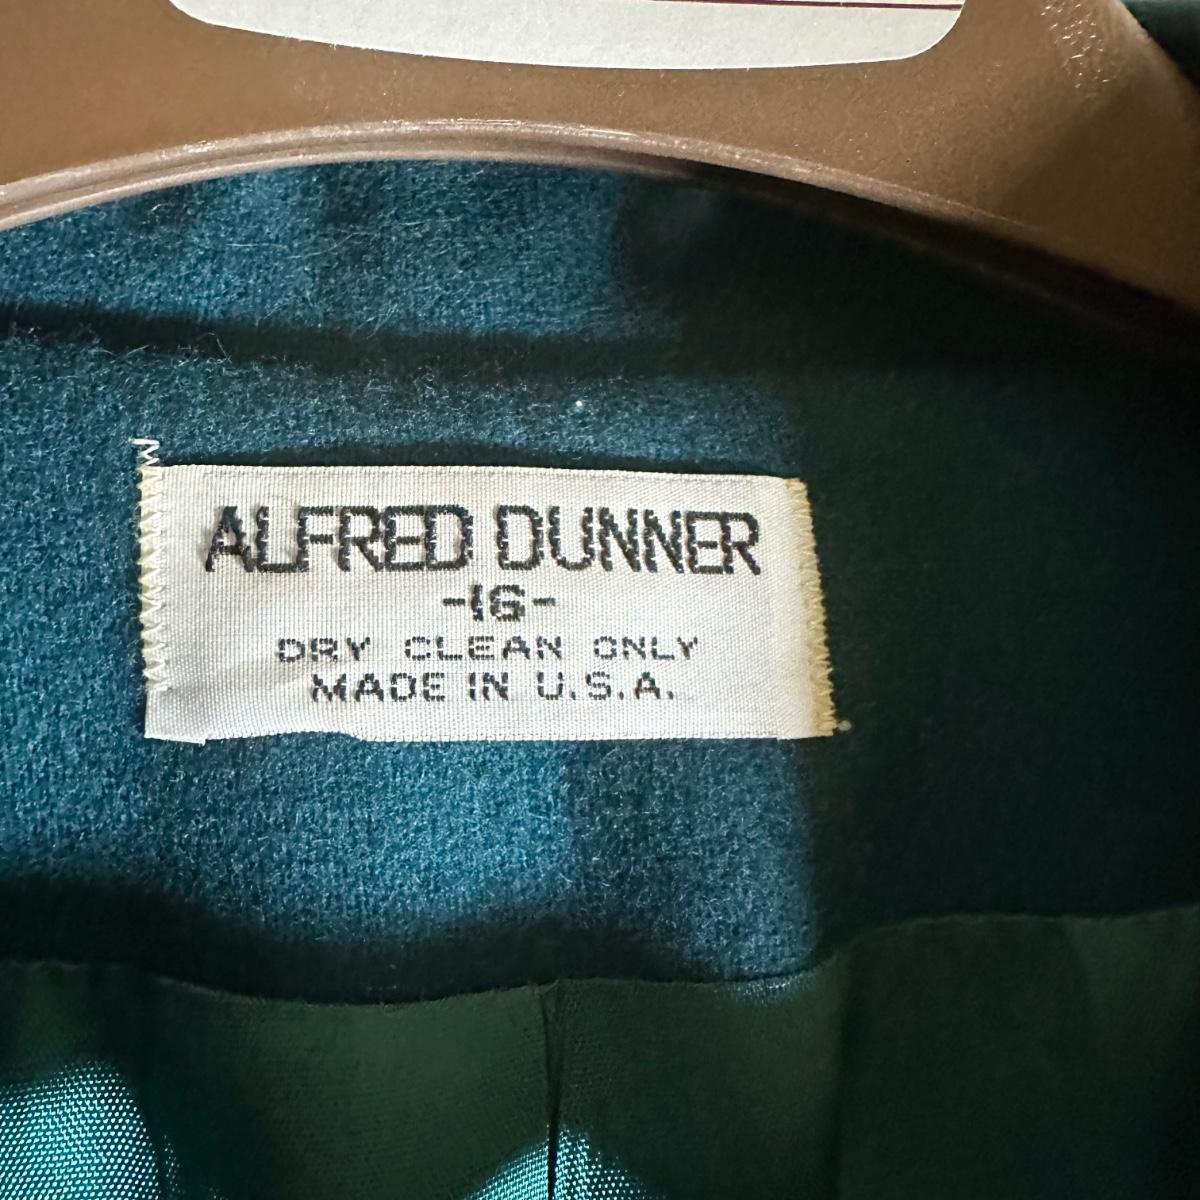 ALFRED DUNNER
-16-
DRY CLEAN ONLY
MADE IN U.S.A.